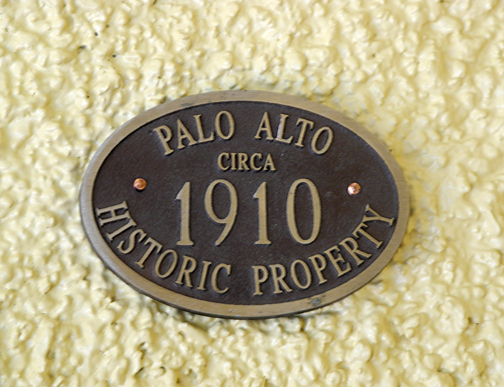 PALO ALTO
CIRCA
1910
HISTORIC PROPERTY